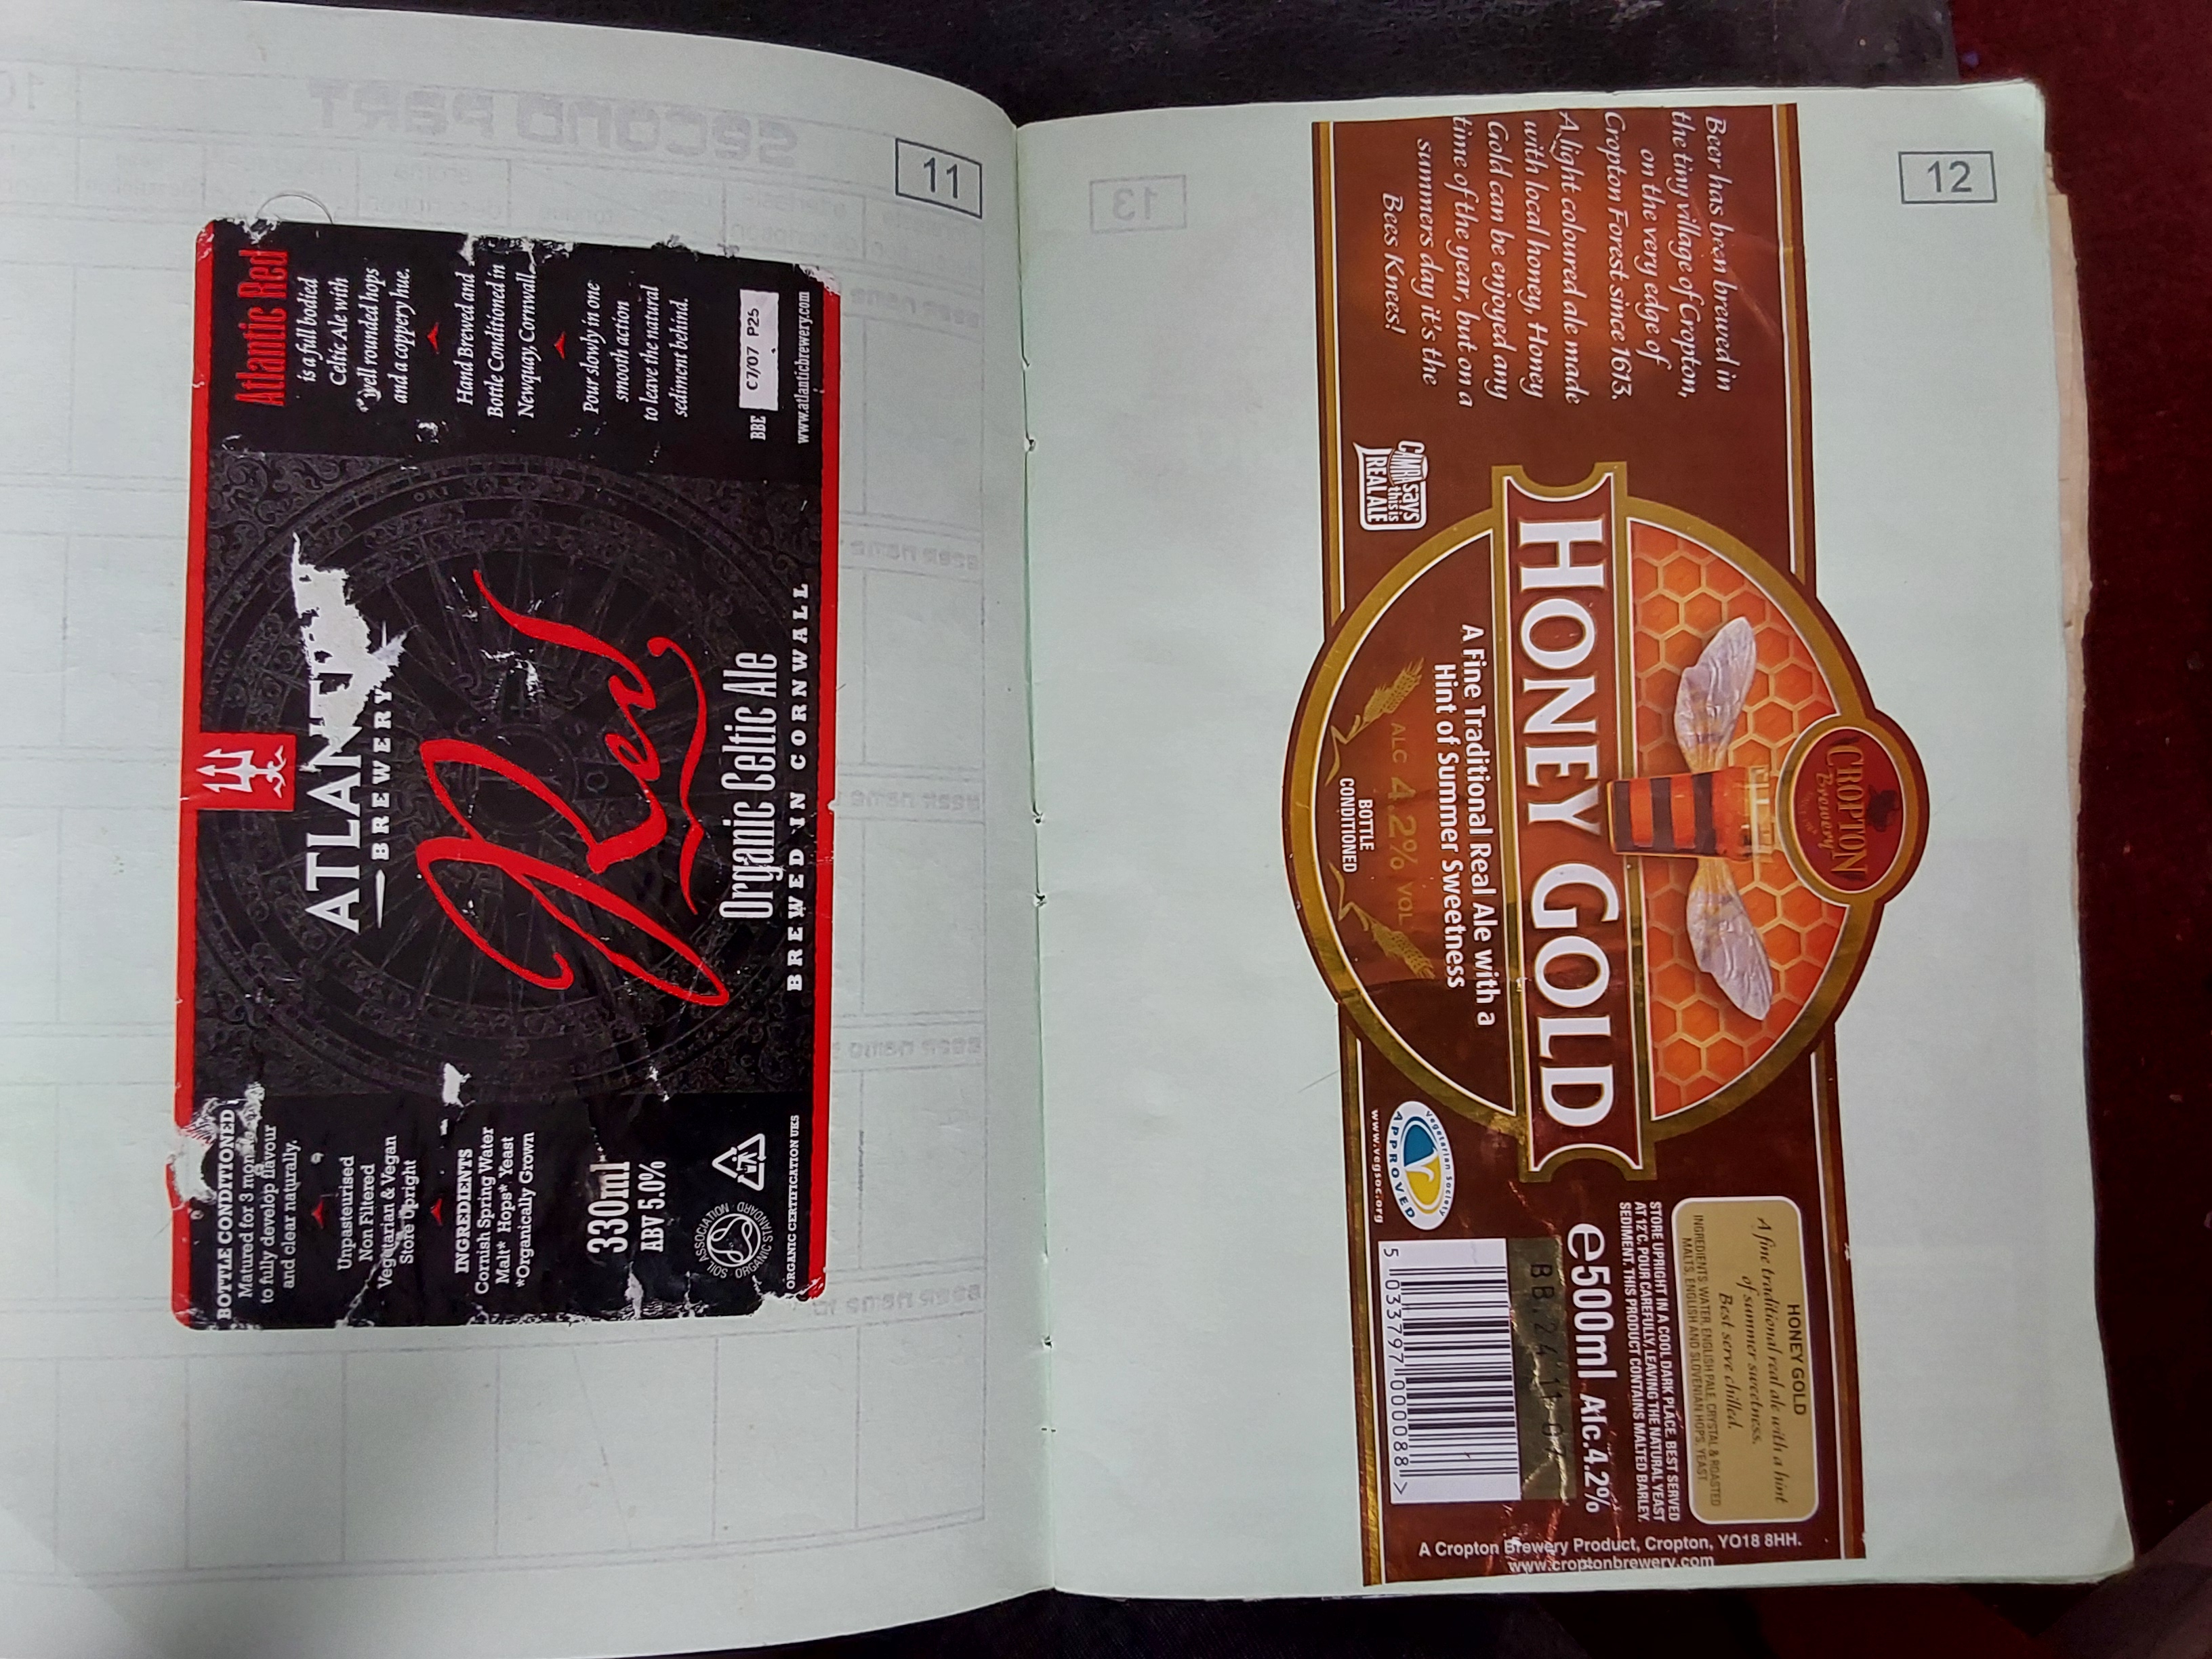 11
Atlantic Red
is a full bodied
Celtic Ale with
well rounded hops
and a coppery hue.
Hand Brewed and
Bottle Conditioned in
Newquay, Cornwall.
Pour slowly in one
smooth action
to leave the natural
sediment behind.
BBE C7/07 P25
www.atlanticbrewery.com
ATLANT
BREWERY
Red
Organic Celtic Ale
BREWED IN CORNWALL
BOTTLE CONDITIONED
Matured for 3 mon
to fully develop flavour
and clear naturally.
Unpasteurised
Non Filtered
Vegetarian & Vegan
Store Upright
INGREDIENTS
Cornish Spring Water
Malt* Hops* Yeast
*Organically Grown
330ml
ABV 5.0%
SOIL ASSOCIATION
ORGANIC STANDARD
ORGANIC CERTIFICATION UK5
12
Beer has been brewed in
the tiny village of Cropton,
on the very edge of
Cropton Forest since 1613.
A light coloured ale made
with local honey, Honey
Gold can be enjoyed any
time of the year, but on a
summers day it's the
Bees Knees!
CAMRA says
this is
REAL ALE
CROPTON
Brewery
HONEY GOLD
A Fine Traditional Real Ale with a
Hint of Summer Sweetness
ALC 4.2% VOL
BOTTLE
CONDITIONED
Vegetarian Society
APPROVED
www.vegsoc.org
HONEY GOLD
A fine traditional real ale with a hint
of summer sweetness.
Best serve chilled.
INGREDIENTS: WATER, ENGLISH PALE, CRYSTAL & ROASTED
MALTS, ENGLISH AND SLOVENIAN HOPS, YEAST
STORE UPRIGHT IN A COOL DARK PLACE. BEST SERVED
AT 12°C. POUR CAREFULLY, LEAVING THE NATURAL YEAST
SEDIMENT. THIS PRODUCT CONTAINS MALTED BARLEY.
e500ml Alc.4.2%
BB.24 11 07
5 033797 000088 >
A Cropton Brewery Product, Cropton, YO18 8HH.
www.croptonbrewery.com